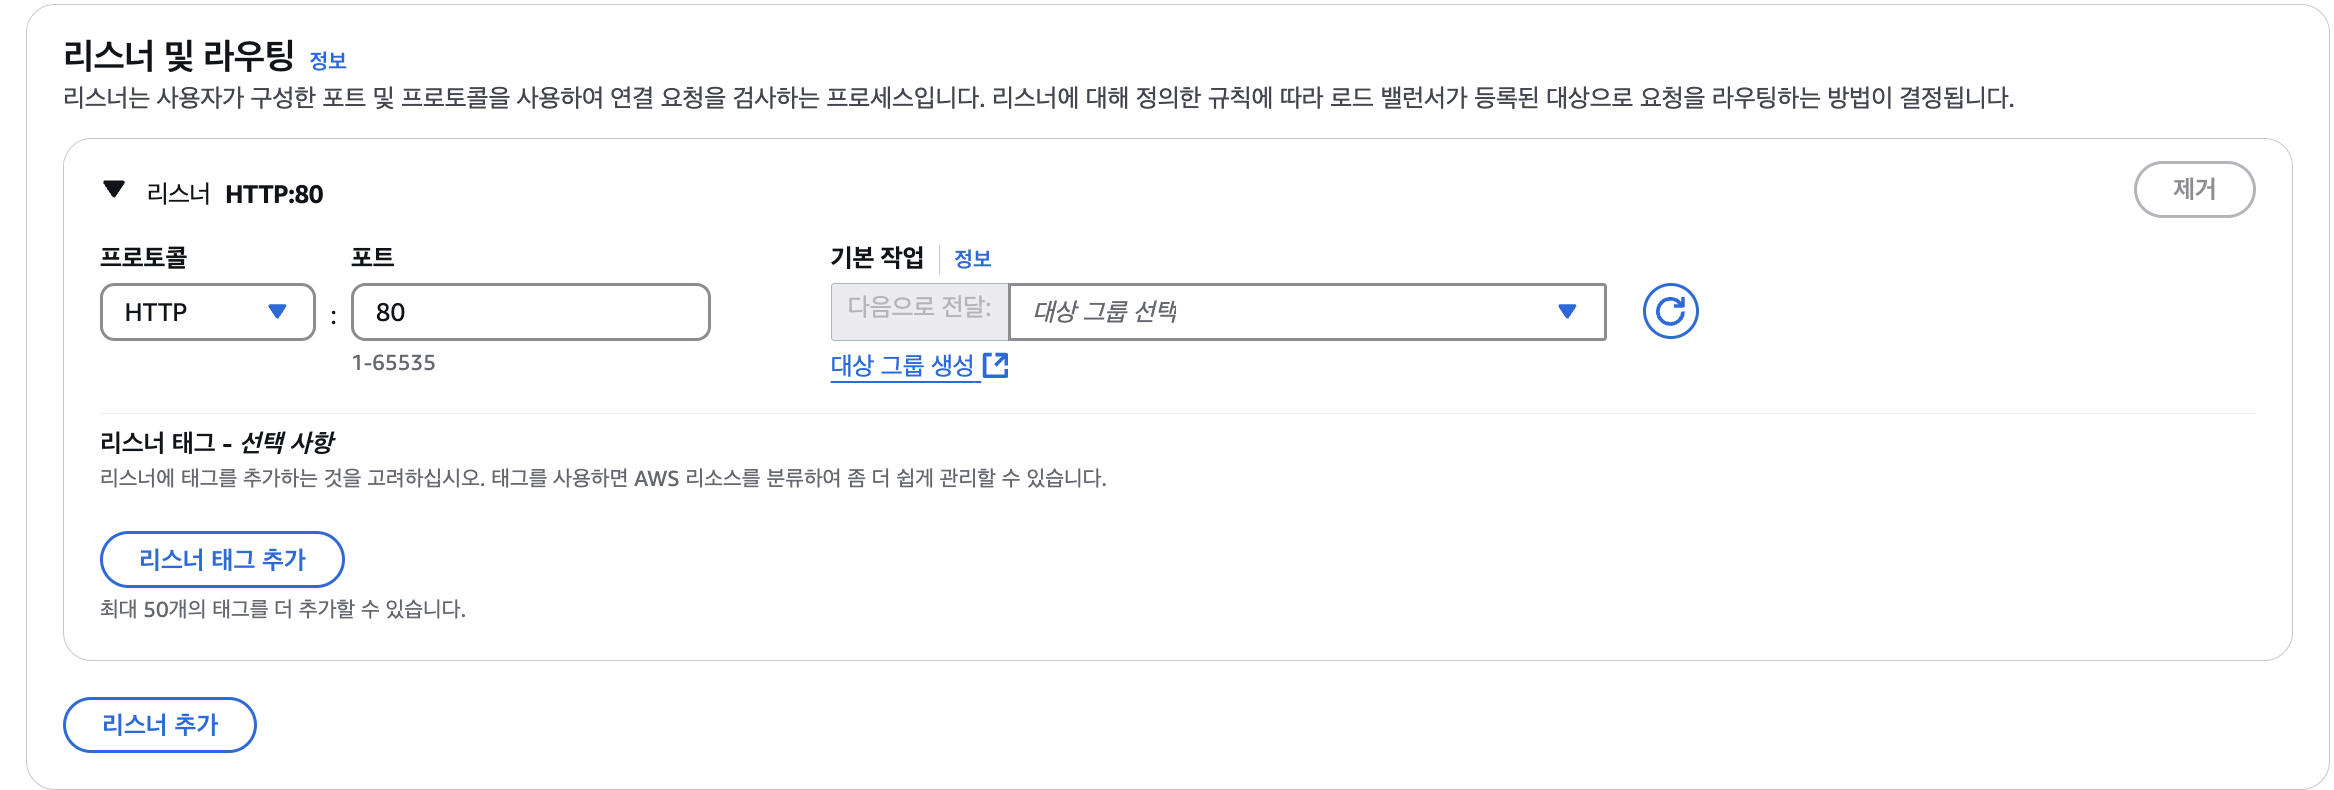 리스너 및 라우팅 정보
리스너는 사용자가 구성한 포트 및 프로토콜을 사용하여 연결 요청을 검사하는 프로세스입니다. 리스너에 대해 정의한 규칙에 따라 로드 밸런서가 등록된 대상으로 요청을 라우팅하는 방법이 결정됩니다.
리스너 HTTP:80
제거
프로토콜
포트
기본 작업
정보
HTTP
:
80
다음으로 전달:
대상 그룹 선택
1-65535
대상 그룹 생성
리스너 태그 - 선택 사항
리스너에 태그를 추가하는 것을 고려하십시오. 태그를 사용하면 AWS 리소스를 분류하여 좀 더 쉽게 관리할 수 있습니다.
리스너 태그 추가
최대 50개의 태그를 더 추가할 수 있습니다.
리스너 추가